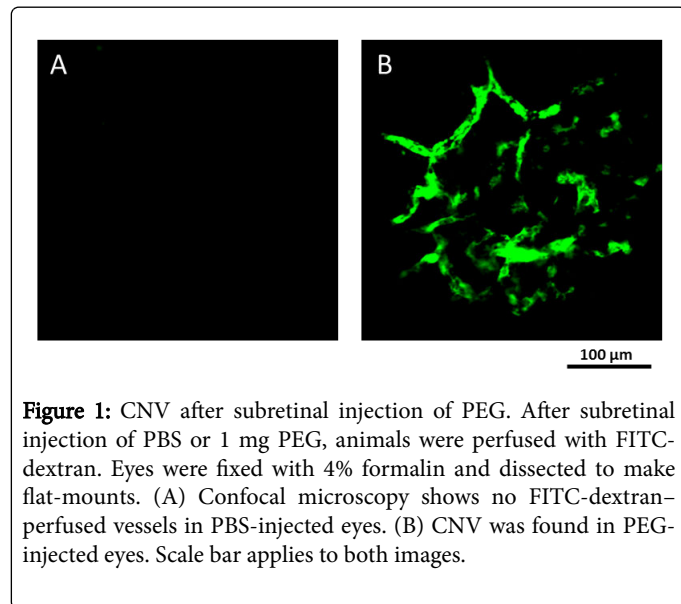 A
B
100 µm
Figure 1: CNV after subretinal injection of PEG. After subretinal
injection of PBS or 1 mg PEG, animals were perfused with FITC-
dextran. Eyes were fixed with 4% formalin and dissected to make
flat-mounts. (A) Confocal microscopy shows no FITC-dextran–
perfused vessels in PBS-injected eyes. (B) CNV was found in PEG-
injected eyes. Scale bar applies to both images.